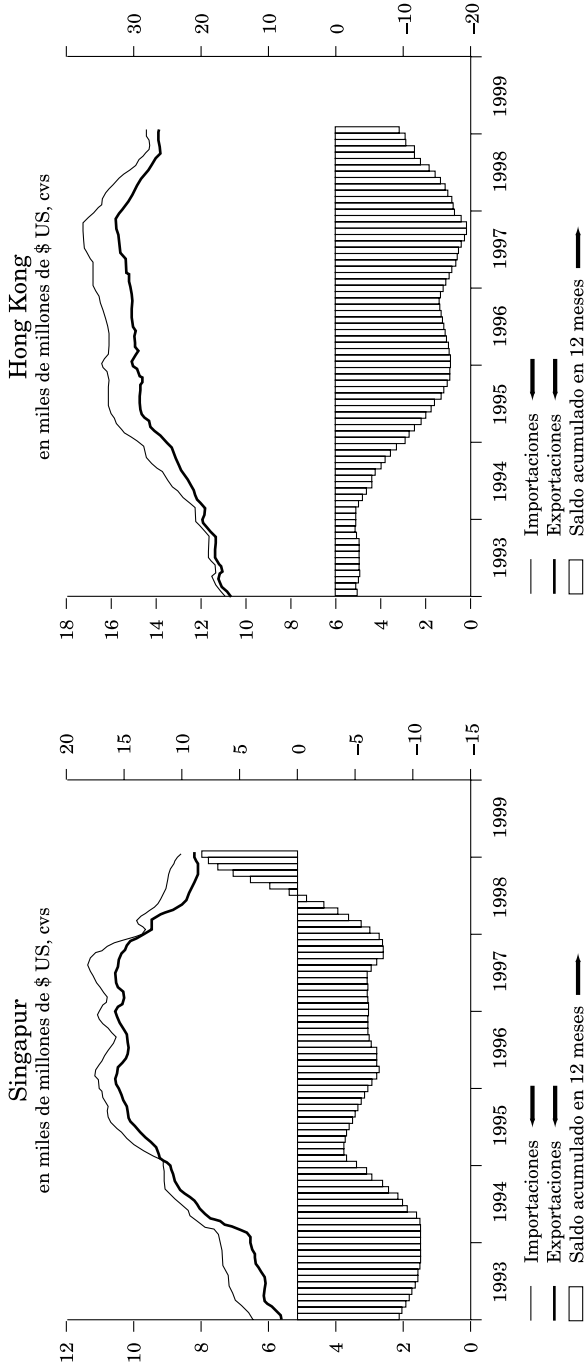 Singapur
en miles de millones de $ US, cvs
12
10
8
6
4
2
0
20
15
10
5
0
−5
−10
−15
1993 1994 1995 1996 1997 1998 1999
Importaciones
Exportaciones
Saldo acumulado en 12 meses
Hong Kong
en miles de millones de $ US, cvs
18
16
14
12
10
8
6
4
2
0
30
20
10
0
−10
−20
1993 1994 1995 1996 1997 1998 1999
Importaciones
Exportaciones
Saldo acumulado en 12 meses